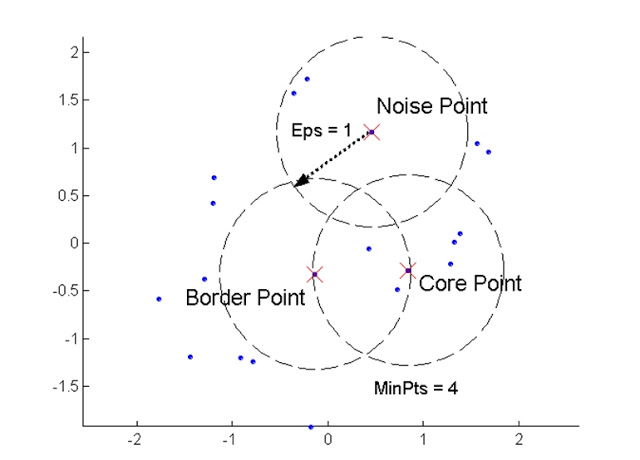 2
1.5
Noise Point
Eps = 1
1
0.5
0
Core Point
Border Point
-0.5
-1
MinPts = 4
-1.5
-2 -1 0 1 2